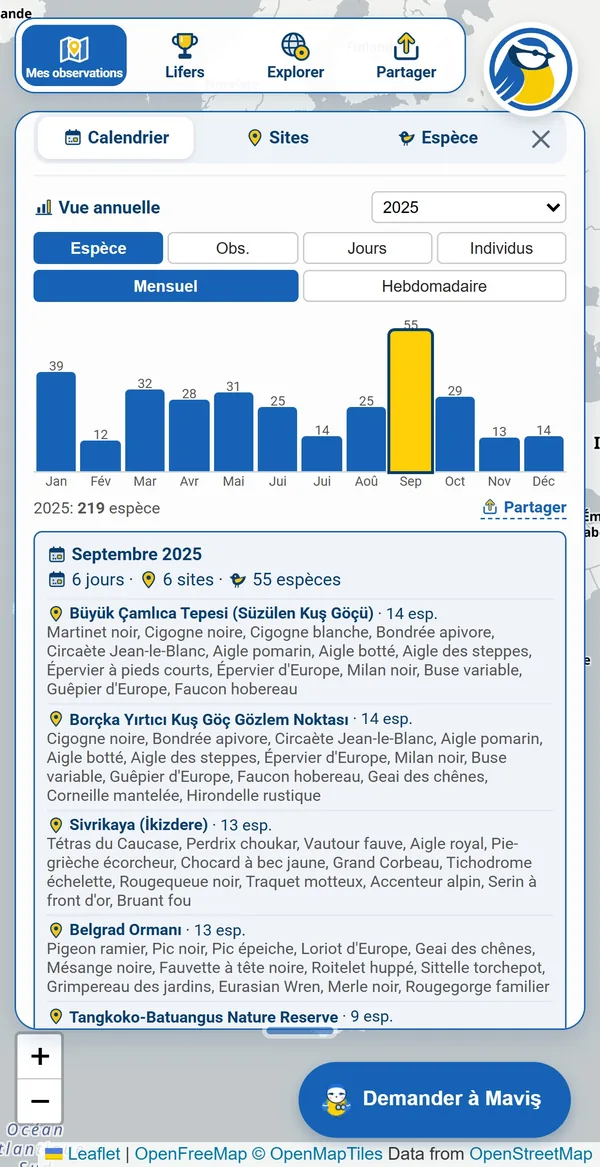 ande
Mes observations
Lifers
Explorer
Partager
Calendrier
Sites
Espèce
Vue annuelle
2025
Espèce
Obs.
Jours
Individus
Mensuel
Hebdomadaire
39
12
32
28
31
25
14
25
55
29
13
14
Jan
Fév
Mar
Avr
Mai
Jui
Jui
Aoû
Sep
Oct
Nov
Déc
2025: 219 espèce
Partager
Septembre 2025
6 jours · 6 sites · 55 espèces
Büyük Çamlıca Tepesi (Süzülen Kuş Göçü) · 14 esp.
Martinet noir, Cigogne noire, Cigogne blanche, Bondrée apivore,
Circaète Jean-le-Blanc, Aigle pomarin, Aigle botté, Aigle des steppes,
Épervier à pieds courts, Épervier d'Europe, Milan noir, Buse variable,
Guêpier d'Europe, Faucon hobereau
Borçka Yırtıcı Kuş Göç Gözlem Noktası · 14 esp.
Cigogne noire, Bondrée apivore, Circaète Jean-le-Blanc, Aigle pomarin,
Aigle botté, Aigle des steppes, Épervier d'Europe, Milan noir, Buse
variable, Guêpier d'Europe, Faucon hobereau, Geai des chênes,
Corneille mantelée, Hirondelle rustique
Sivrikaya (İkizdere) · 13 esp.
Tétras du Caucase, Perdrix choukar, Vautour fauve, Aigle royal, Pie-
grièche écorcheur, Chocard à bec jaune, Grand Corbeau, Tichodrome
échelette, Rougequeue noir, Traquet motteux, Accenteur alpin, Serin à
front d'or, Bruant fou
Belgrad Ormanı · 13 esp.
Pigeon ramier, Pic noir, Pic épeiche, Loriot d'Europe, Geai des chênes,
Mésange noire, Fauvette à tête noire, Roitelet huppé, Sittelle torchepot,
Grimpereau des jardins, Eurasian Wren, Merle noir, Rougegorge familier
Tangkoko-Batuangus Nature Reserve · 9 esp.
+
−
Demander à Maviş
Océan
Leaflet | OpenFreeMap © OpenMapTiles Data from OpenStreetMap